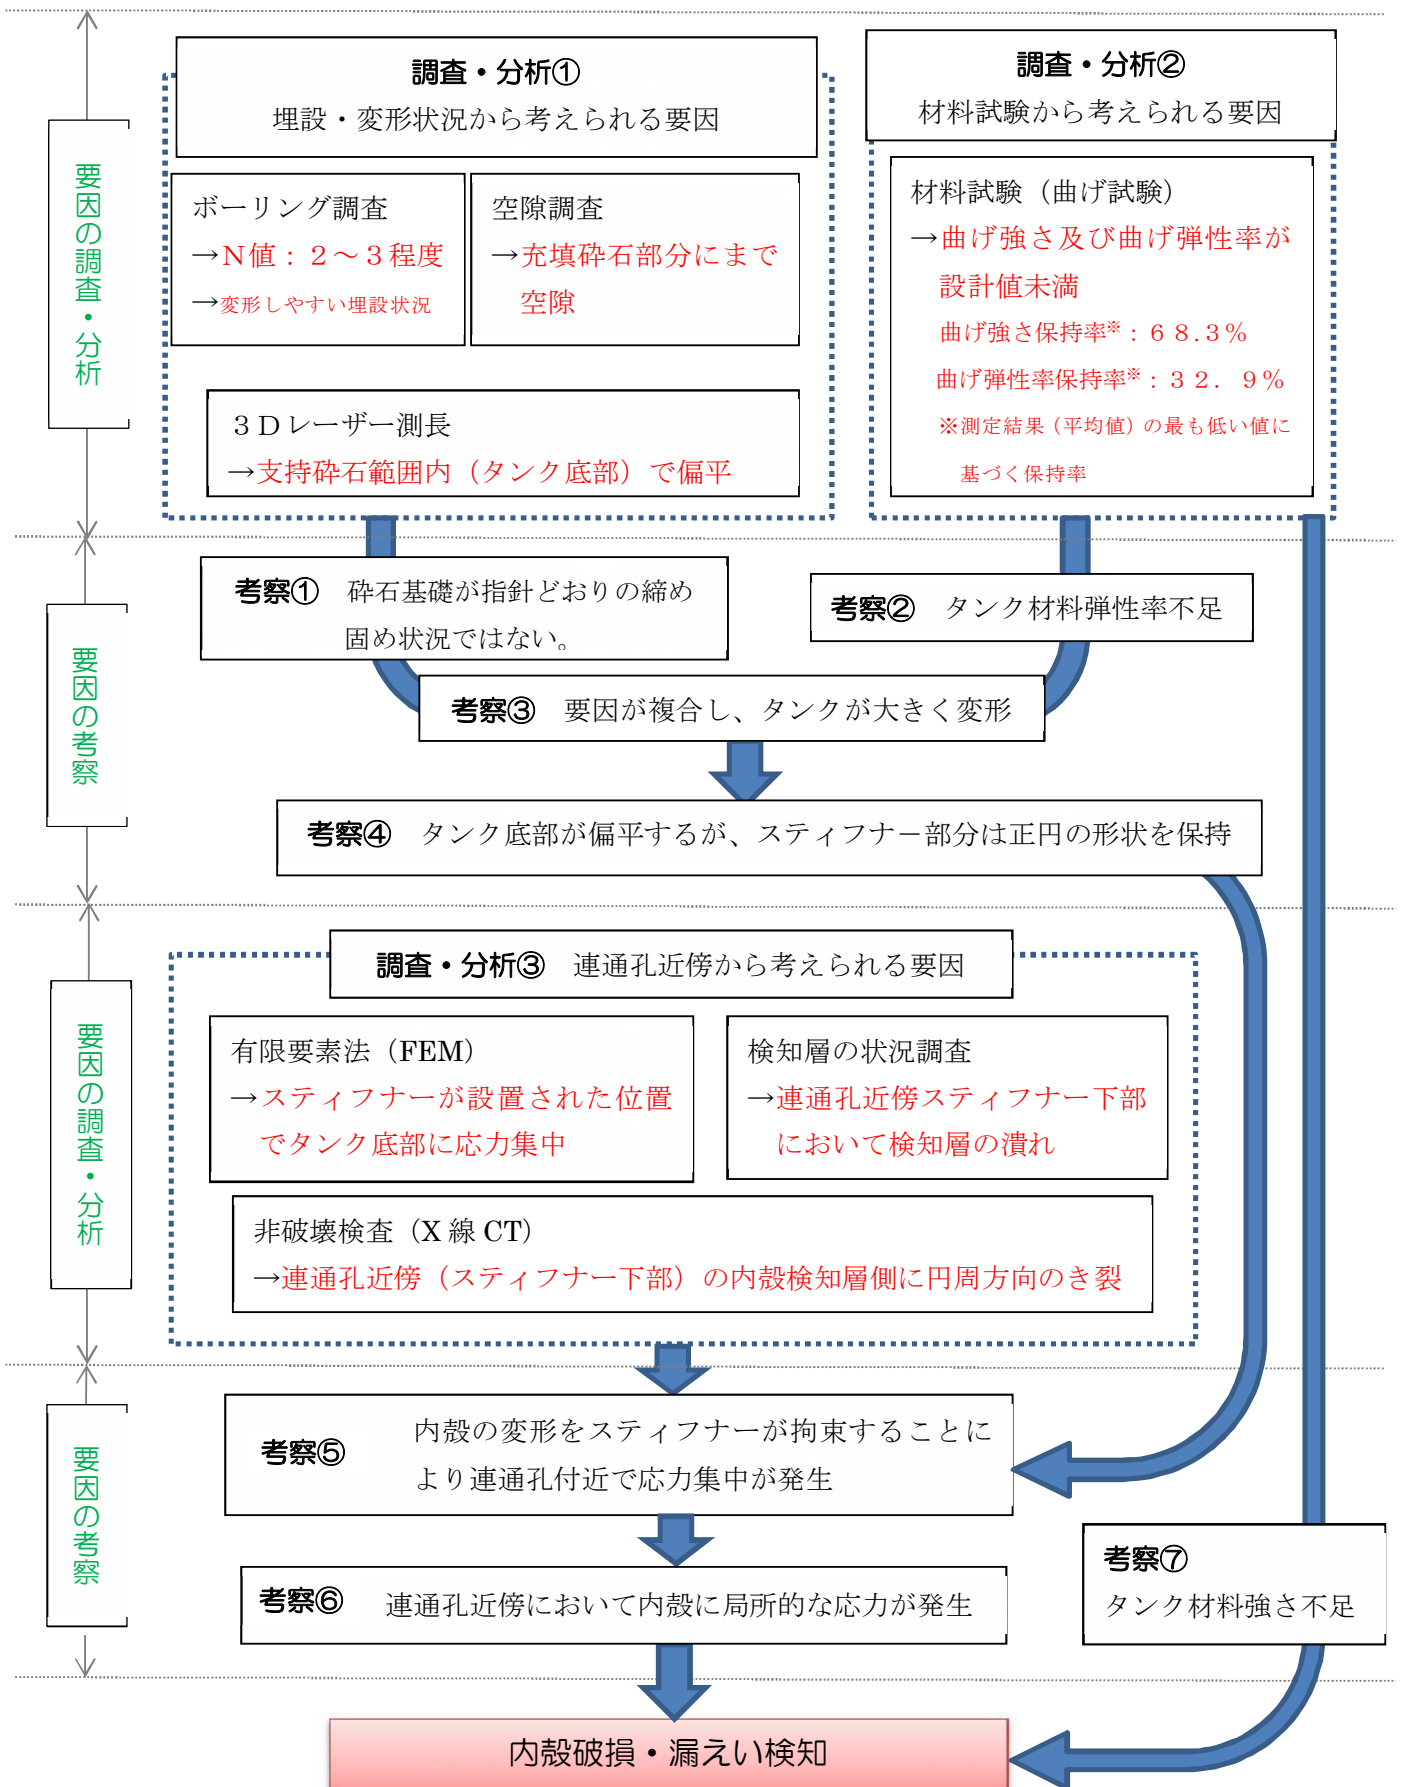 要因の調査・分析
調査・分析①
埋設・変形状況から考えられる要因
ボーリング調査
→N値：２～３程度
→変形しやすい埋設状況
空隙調査
→充填砕石部分にまで
空隙
３Ｄレーザー測長
→支持砕石範囲内（タンク底部）で偏平
調査・分析②
材料試験から考えられる要因
材料試験（曲げ試験）
→曲げ強さ及び曲げ弾性率が
設計値未満
曲げ強さ保持率※：６８.３％
曲げ弾性率保持率※：３２．９％
※測定結果（平均値）の最も低い値に
基づく保持率
要因の考察
考察①　砕石基礎が指針どおりの締め
固め状況ではない。
考察②　タンク材料弾性率不足
考察③　要因が複合し、タンクが大きく変形
考察④　タンク底部が偏平するが、スティフナー部分は正円の形状を保持
要因の調査・分析
調査・分析③　連通孔近傍から考えられる要因
有限要素法（FEM）
→スティフナーが設置された位置
でタンク底部に応力集中
検知層の状況調査
→連通孔近傍スティフナー下部
において検知層の潰れ
非破壊検査（X 線 CT）
→連通孔近傍（スティフナー下部）の内殻検知層側に円周方向のき裂
要因の考察
考察⑤　内殻の変形をスティフナーが拘束することに
より連通孔付近で応力集中が発生
考察⑥　連通孔近傍において内殻に局所的な応力が発生
考察⑦
タンク材料強さ不足
内殻破損・漏えい検知